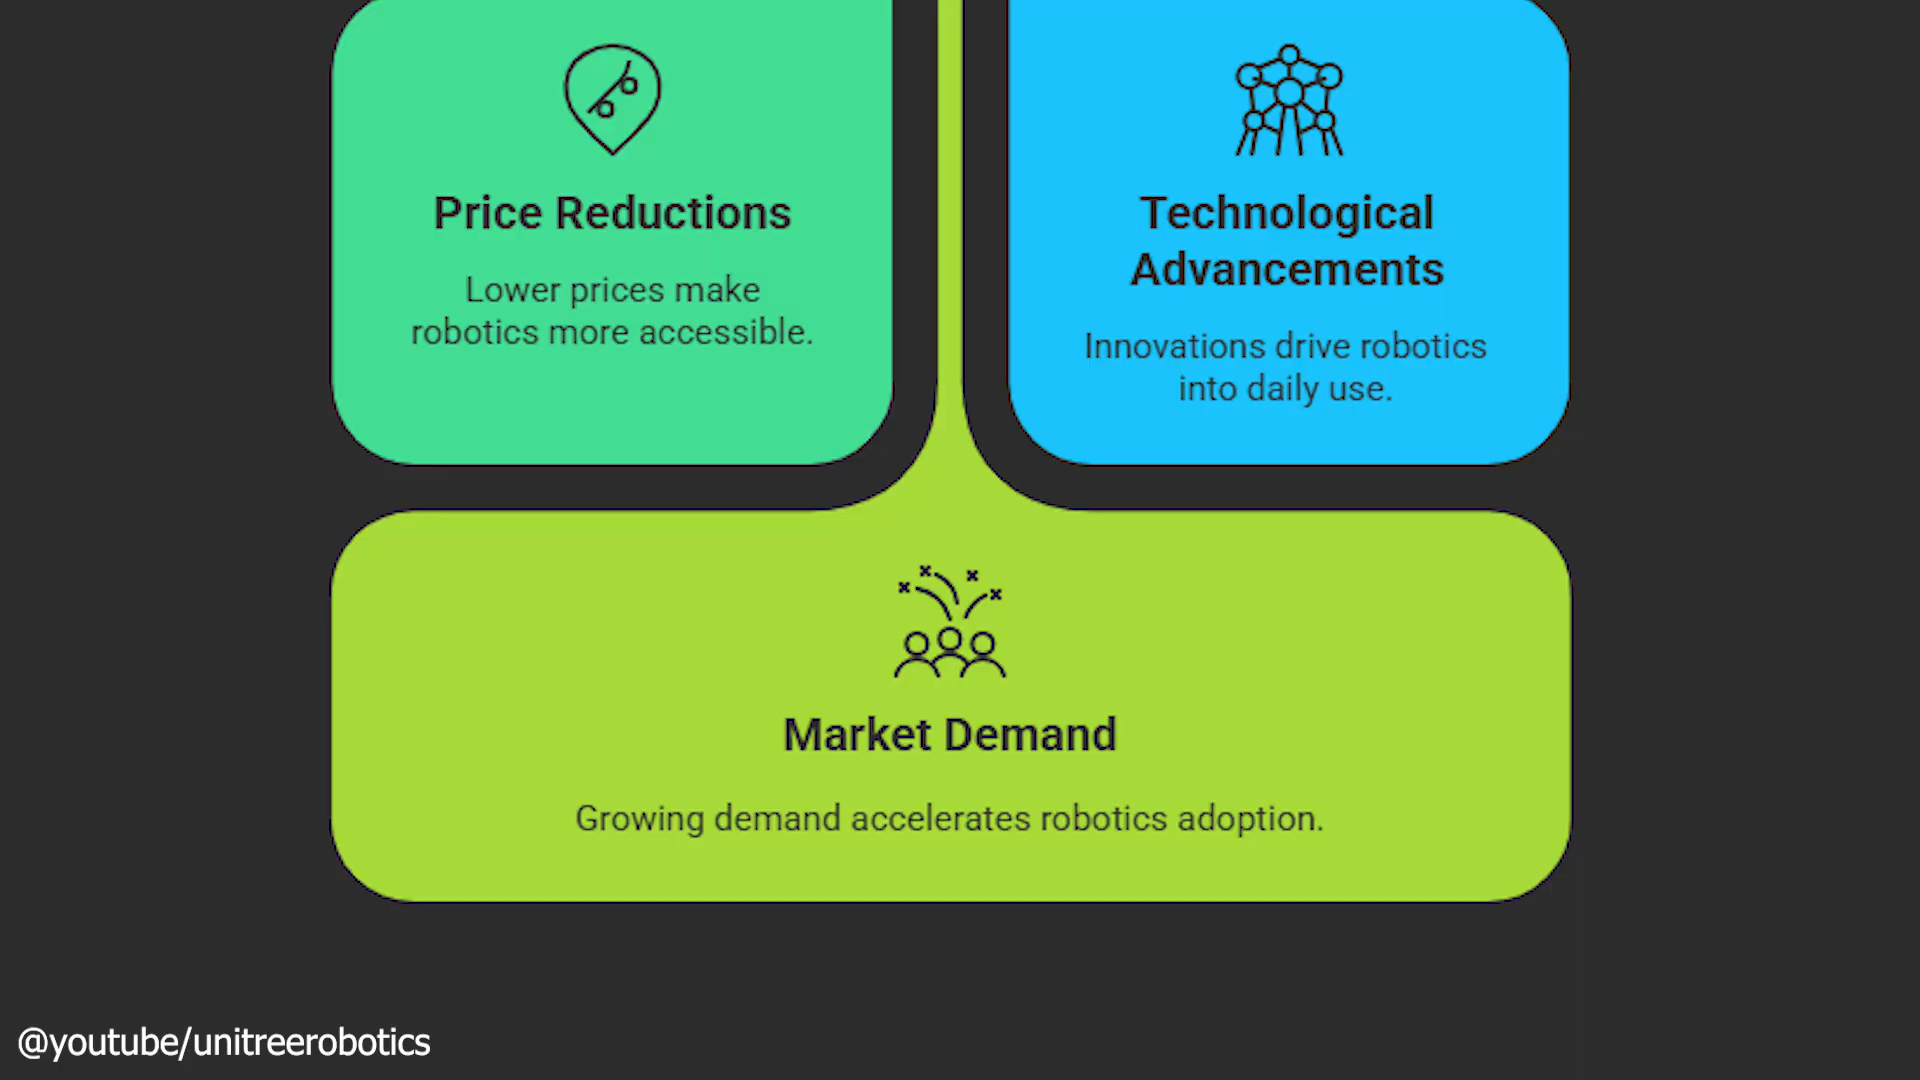 Price Reductions
Lower prices make
robotics more accessible.
Technological
Advancements
Innovations drive robotics
into daily use.
Market Demand
Growing demand accelerates robotics adoption.
@youtube/unitreerobotics